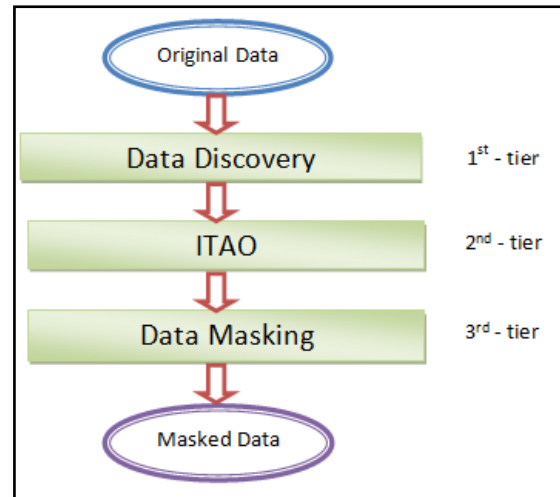 Original Data
Data Discovery 1st - tier
ITAO 2nd - tier
Data Masking 3rd - tier
Masked Data